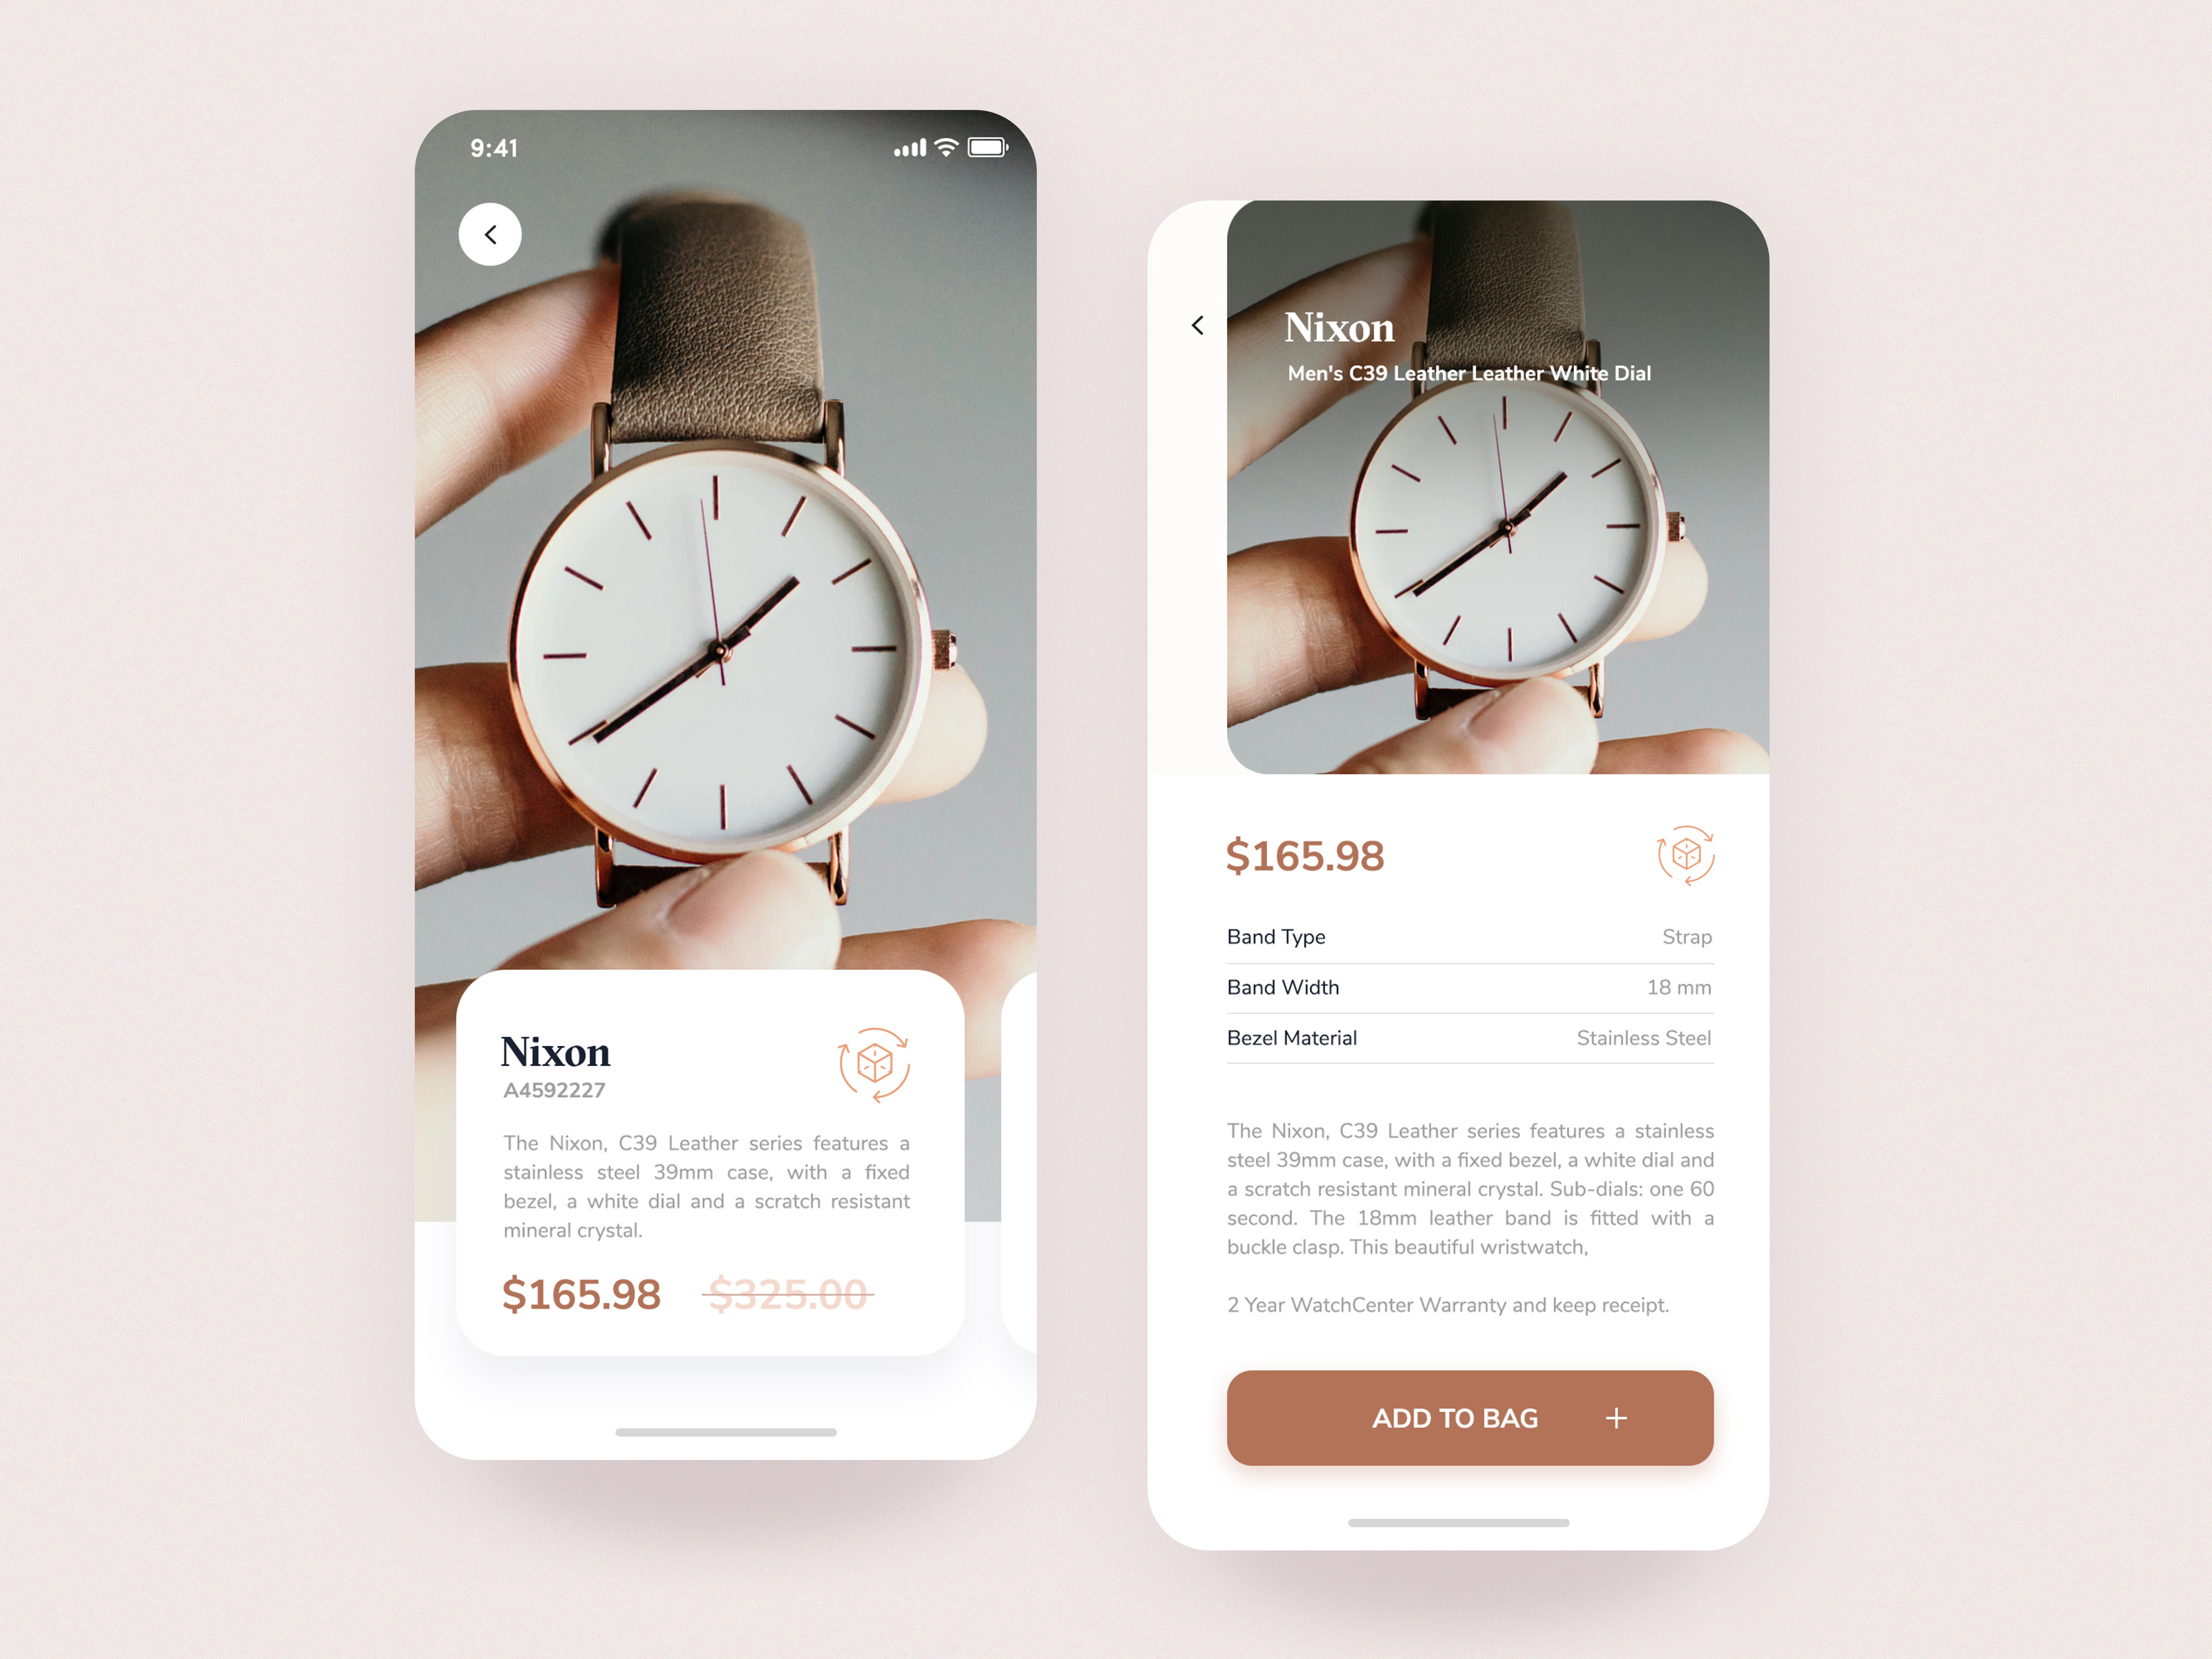 9:41
Nixon
A4592227
The Nixon, C39 Leather series features a
stainless steel 39mm case, with a fixed
bezel, a white dial and a scratch resistant
mineral crystal.
$165.98 $325.00
Nixon
Men's C39 Leather Leather White Dial
$165.98
Band Type Strap
Band Width 18 mm
Bezel Material Stainless Steel
The Nixon, C39 Leather series features a stainless
steel 39mm case, with a fixed bezel, a white dial and
a scratch resistant mineral crystal. Sub-dials: one 60
second. The 18mm leather band is fitted with a
buckle clasp. This beautiful wristwatch,
2 Year WatchCenter Warranty and keep receipt.
ADD TO BAG +